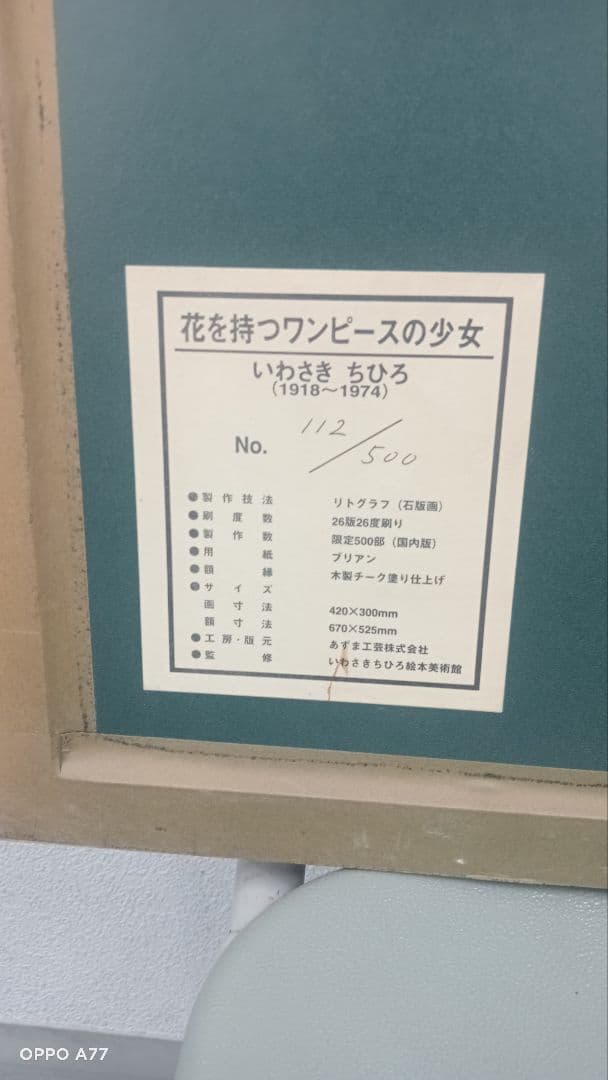 花を持つワンピースの少女
いわさき ちひろ
(1918〜1974)
No. 112/500
●製作技法 リトグラフ（石版画）
●刷度数 26版26度刷り
●製作数 限定500部（国内版）
●用紙 ブリアン
●額縁 木製チーク塗り仕上げ
●サイズ
画寸法 420×300mm
額寸法 670×525mm
●工房・版元 あずま工芸株式会社
●監修 いわさきちひろ絵本美術館
OPPO A77